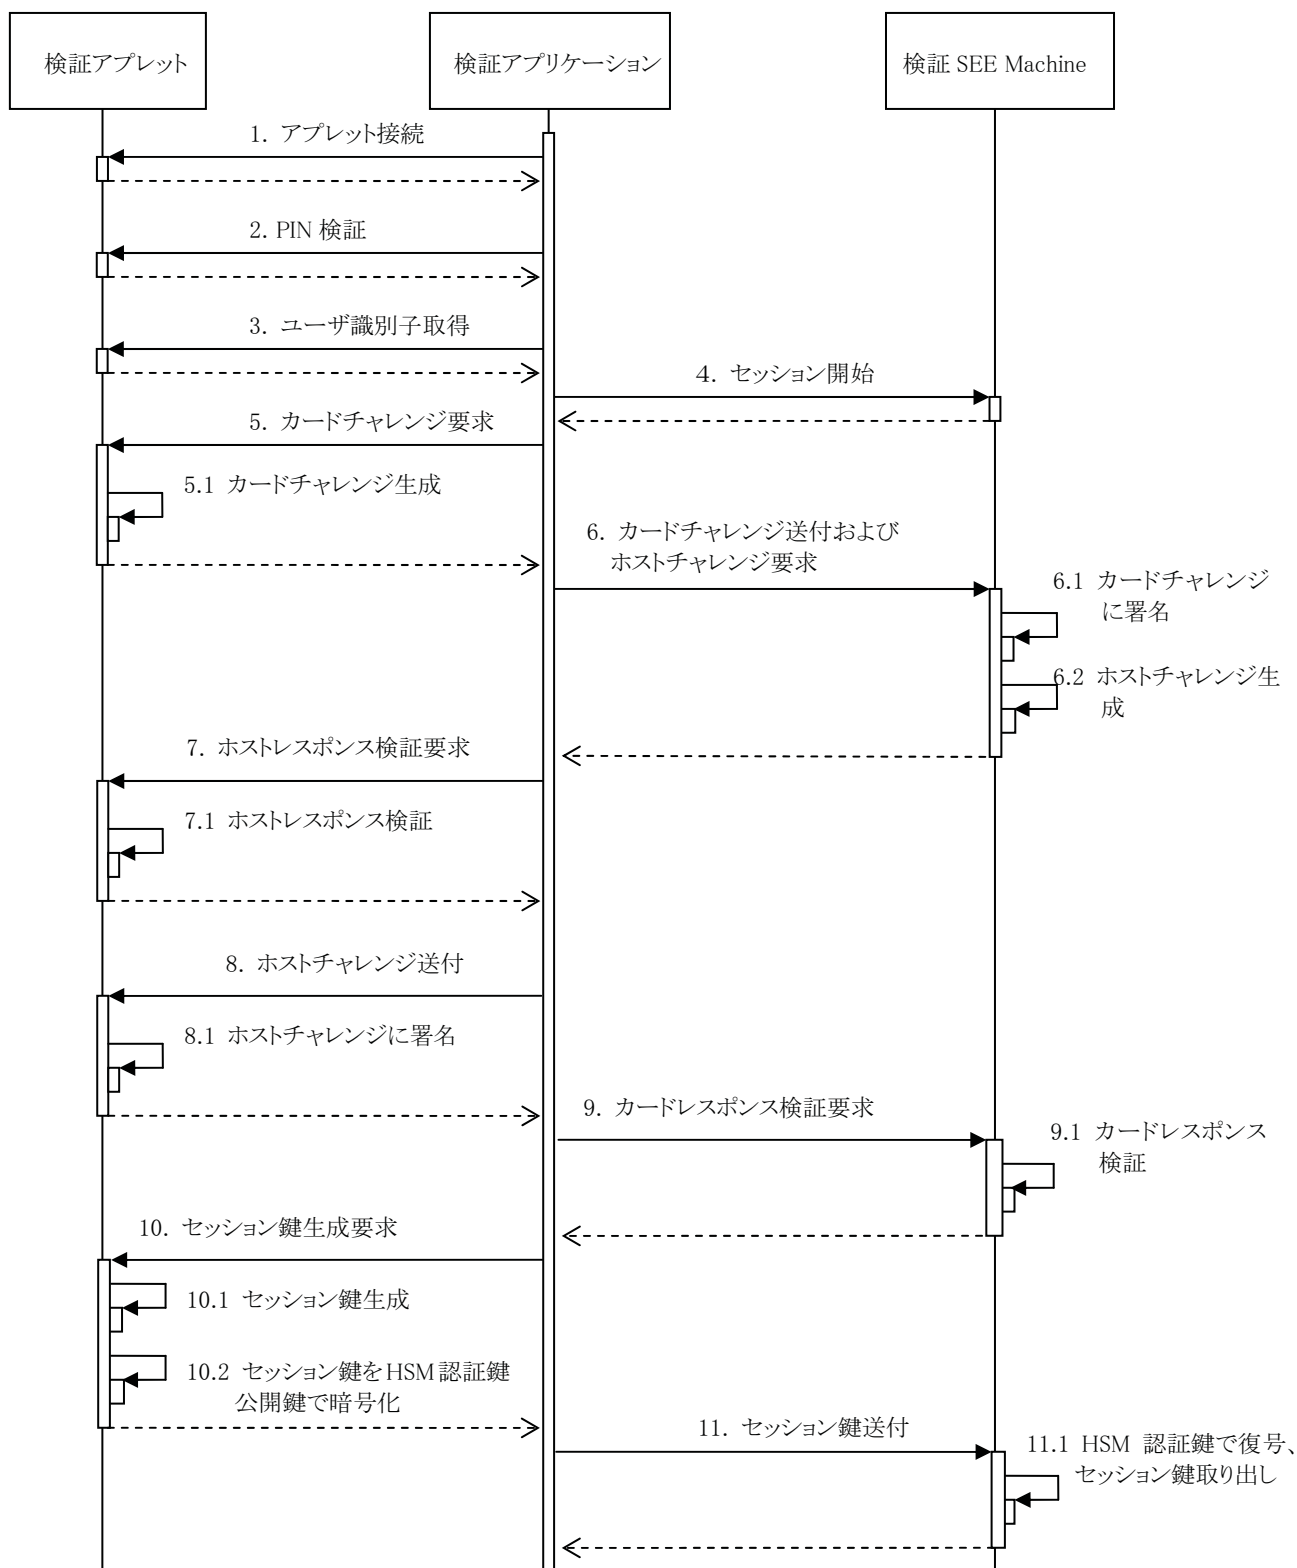 検証アプレット
検証アプリケーション
検証 SEE Machine
1. アプレット接続
2. PIN 検証
3. ユーザ識別子取得
4. セッション開始
5. カードチャレンジ要求
5.1 カードチャレンジ生成
6. カードチャレンジ送付および
ホストチャレンジ要求
6.1 カードチャレンジ
に署名
6.2 ホストチャレンジ生
成
7. ホストレスポンス検証要求
7.1 ホストレスポンス検証
8. ホストチャレンジ送付
8.1 ホストチャレンジに署名
9. カードレスポンス検証要求
9.1 カードレスポンス
検証
10. セッション鍵生成要求
10.1 セッション鍵生成
10.2 セッション鍵をHSM認証鍵
公開鍵で暗号化
11. セッション鍵送付
11.1 HSM 認証鍵で復号、
セッション鍵取り出し